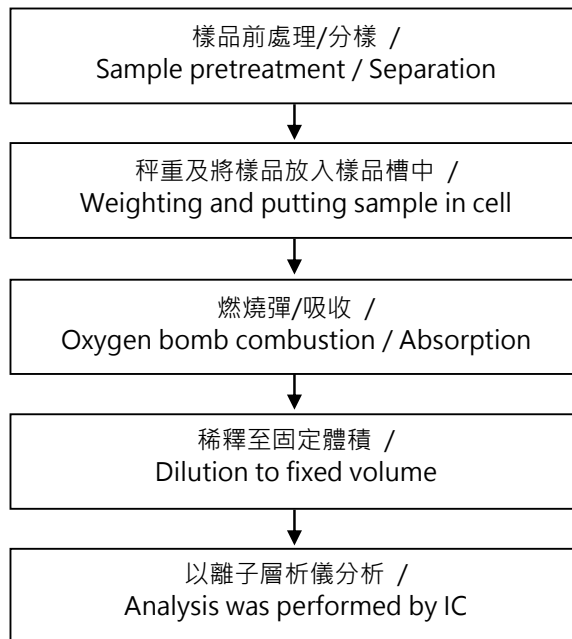 樣品前處理/分樣 /
Sample pretreatment / Separation
秤重及將樣品放入樣品槽中 /
Weighting and putting sample in cell
燃燒彈/吸收 /
Oxygen bomb combustion / Absorption
稀釋至固定體積 /
Dilution to fixed volume
以離子層析儀分析 /
Analysis was performed by IC